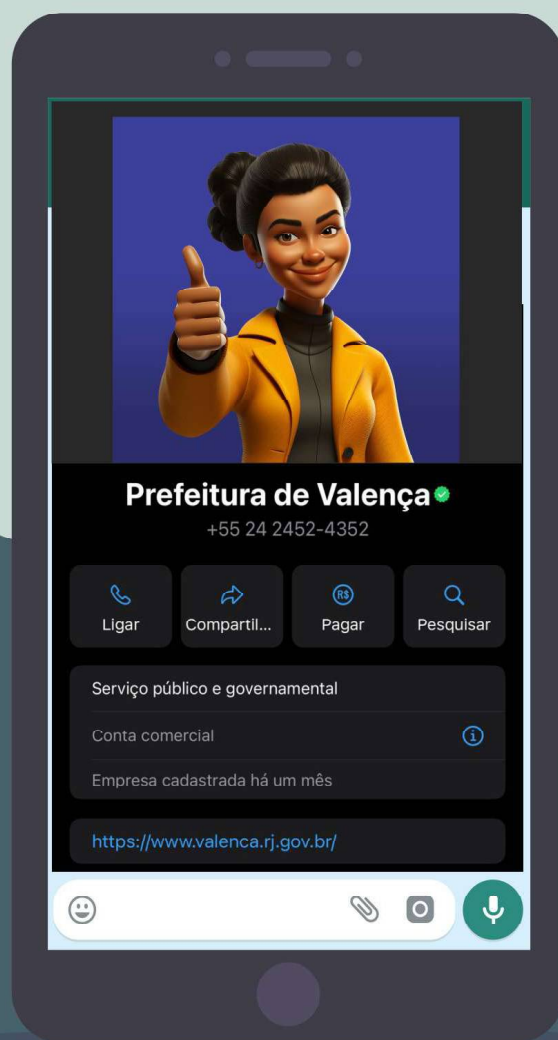 Prefeitura de Valença
+55 24 2452-4352
Ligar
Compartil...
R$
Pagar
Pesquisar
Serviço público e governamental
Conta comercial
Empresa cadastrada há um mês
https://www.valenca.rj.gov.br/